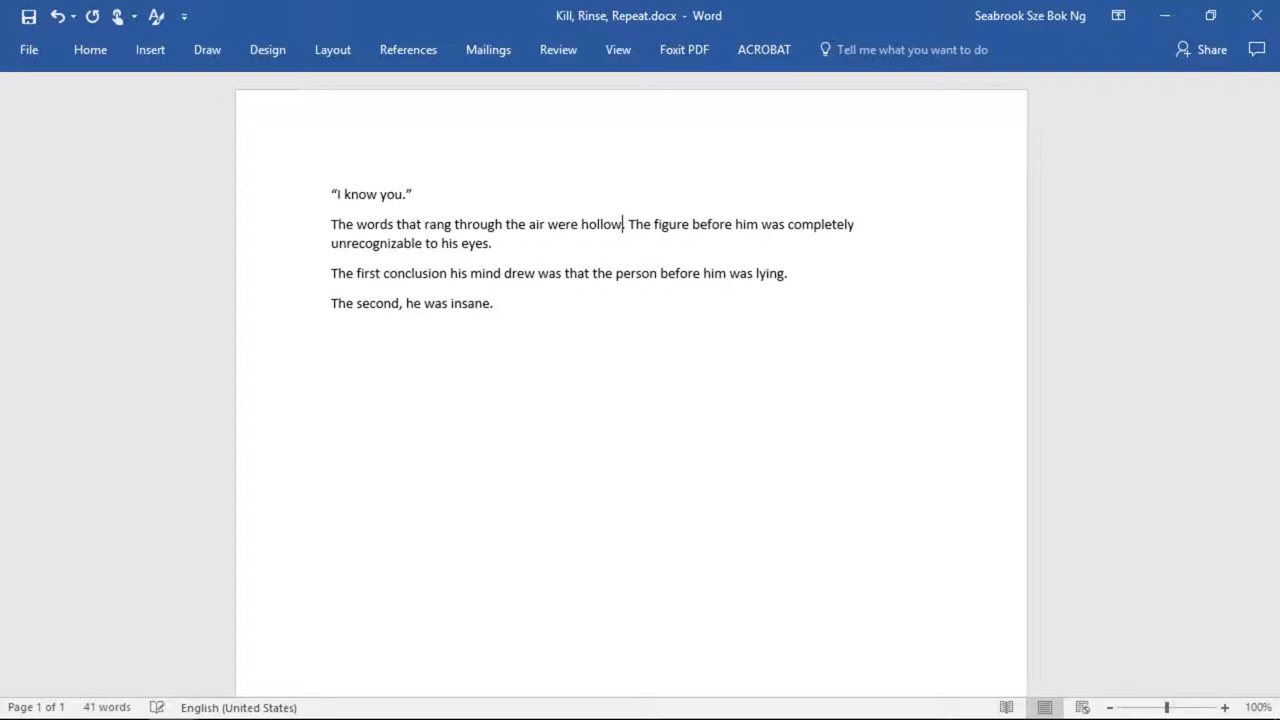 Kill, Rinse, Repeat.docx - Word
Seabrook Sze Bok Ng
File Home Insert Draw Design Layout References Mailings Review View Foxit PDF ACROBAT Tell me what you want to do Share
“I know you.”
The words that rang through the air were hollow. The figure before him was completely
unrecognizable to his eyes.
The first conclusion his mind drew was that the person before him was lying.
The second, he was insane.
Page 1 of 1 41 words English (United States) 100%